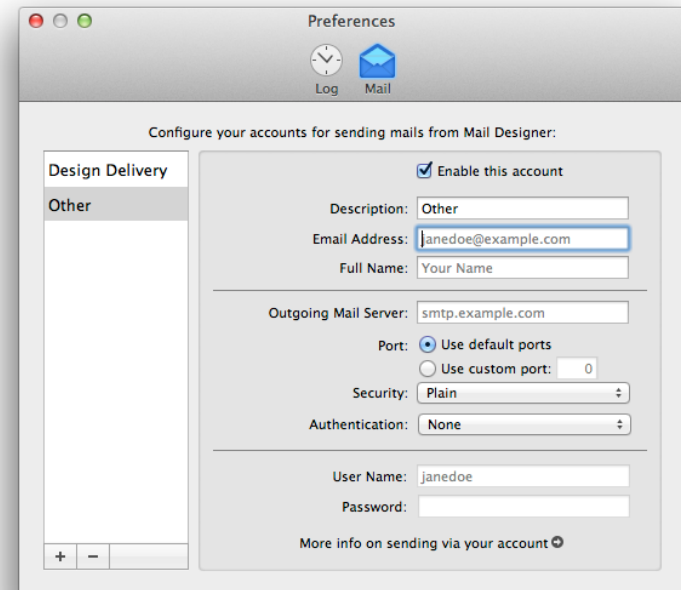 Preferences
Log Mail
Configure your accounts for sending mails from Mail Designer:
Design Delivery
Other
Enable this account
Description: Other
Email Address: janedoe@example.com
Full Name: Your Name
Outgoing Mail Server: smtp.example.com
Port: Use default ports
Use custom port: 0
Security: Plain
Authentication: None
User Name: janedoe
Password:
More info on sending via your account
+ −